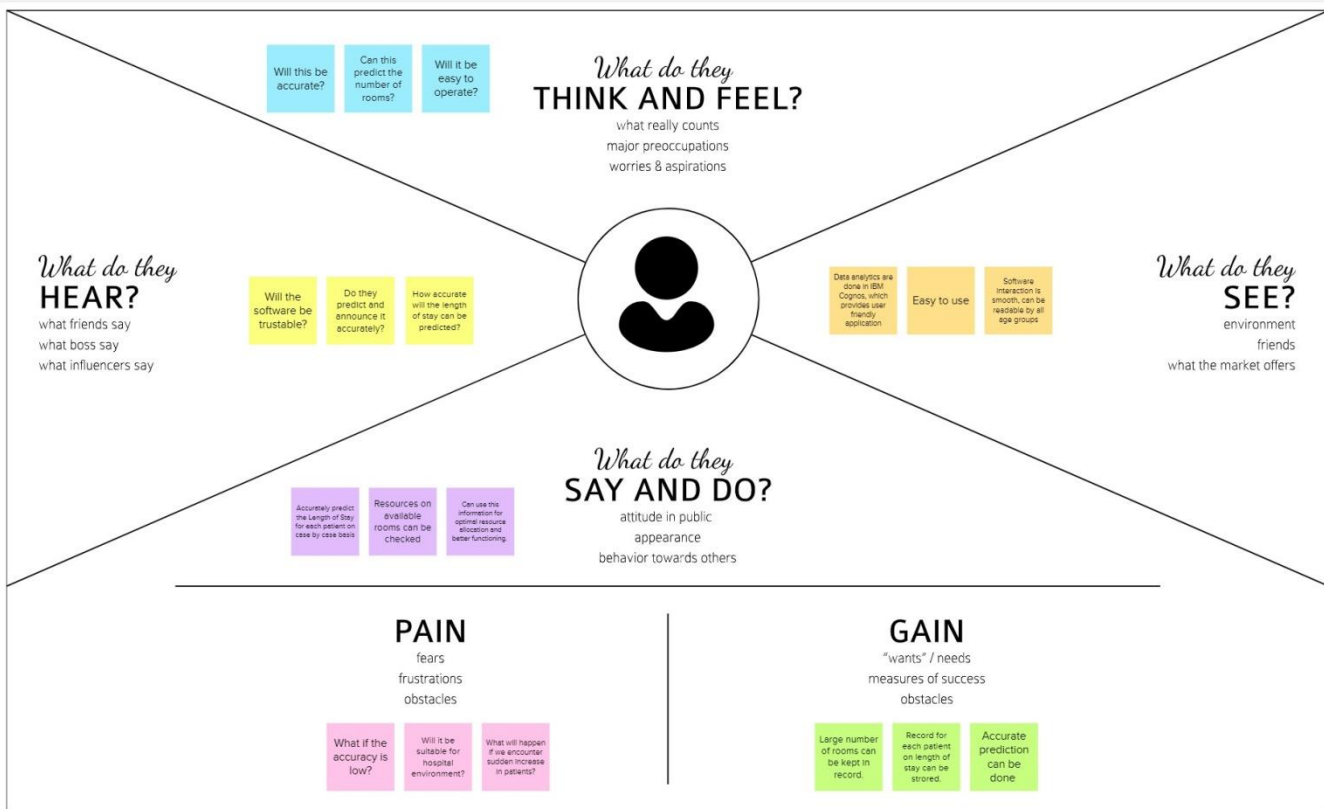 Will this be
accurate?
Can this
predict the
number of
rooms?
Will it be
easy to
operate?
What do they
THINK AND FEEL?
what really counts
major preoccupations
worries & aspirations
What do they
HEAR?
what friends say
what boss say
what influencers say
Will the
software be
trustable?
Do they
predict and
announce it
accurately?
How accurate
will the length
of stay can be
predicted?
Data analytics are
done in IBM
Cognos, which
provides user
friendly
application
Easy to use
Software
Interaction is
smooth, can be
readable by all
age groups
What do they
SEE?
environment
friends
what the market offers
What do they
SAY AND DO?
attitude in public
appearance
behavior towards others
Accurately predict
the Length of Stay
for each patient on
case by case basis
Resources on
available
rooms can be
checked
Can use this
information for
optimal resource
allocation and
better functioning.
PAIN
fears
frustrations
obstacles
What if the
accuracy is
low?
Will it be
suitable for
hospital
environment?
What will happen
if we encounter
sudden increase
in patients?
GAIN
"wants" / needs
measures of success
obstacles
Large number
of rooms can
be kept in
record.
Record for
each patient
on length of
stay can be
strored.
Accurate
prediction
can be
done